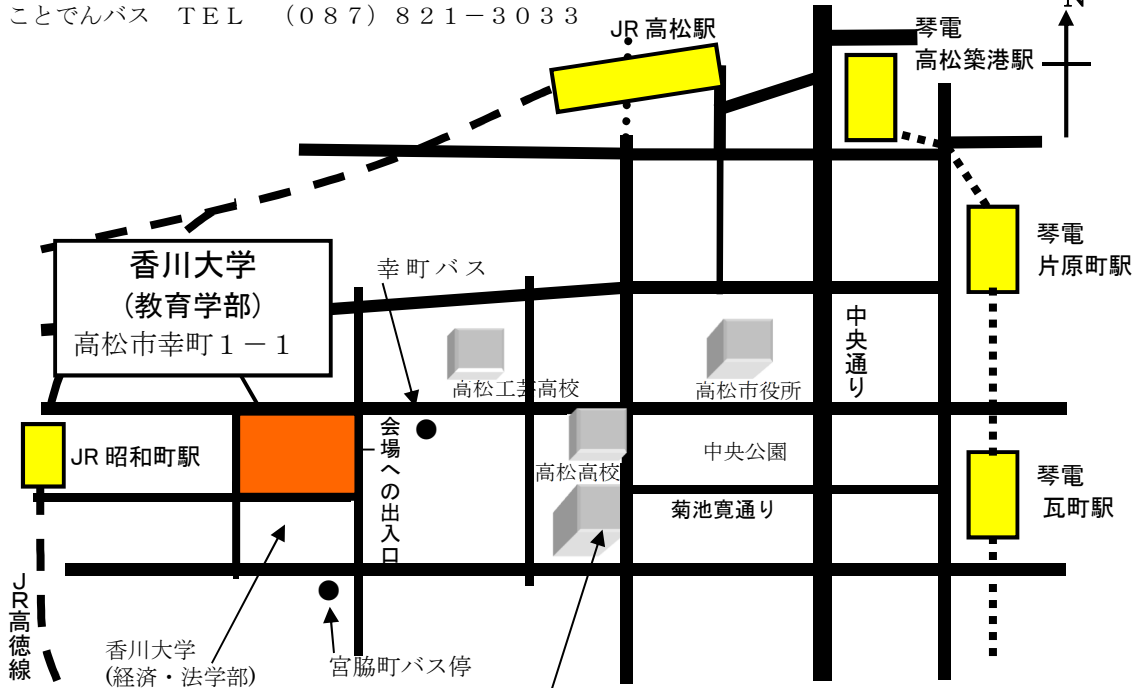 ことでんバス　ＴＥＬ　（０８７）８２１－３０３３
N
JR 高松駅
琴電
高松築港駅
香川大学
(教育学部)
高松市幸町１－１
幸町バス
琴電
片原町駅
中央通り
高松工芸高校
高松市役所
JR 昭和町駅
会場への出入口
高松高校
中央公園
菊池寛通り
琴電
瓦町駅
JR高徳線
香川大学
(経済・法学部)
宮脇町バス停